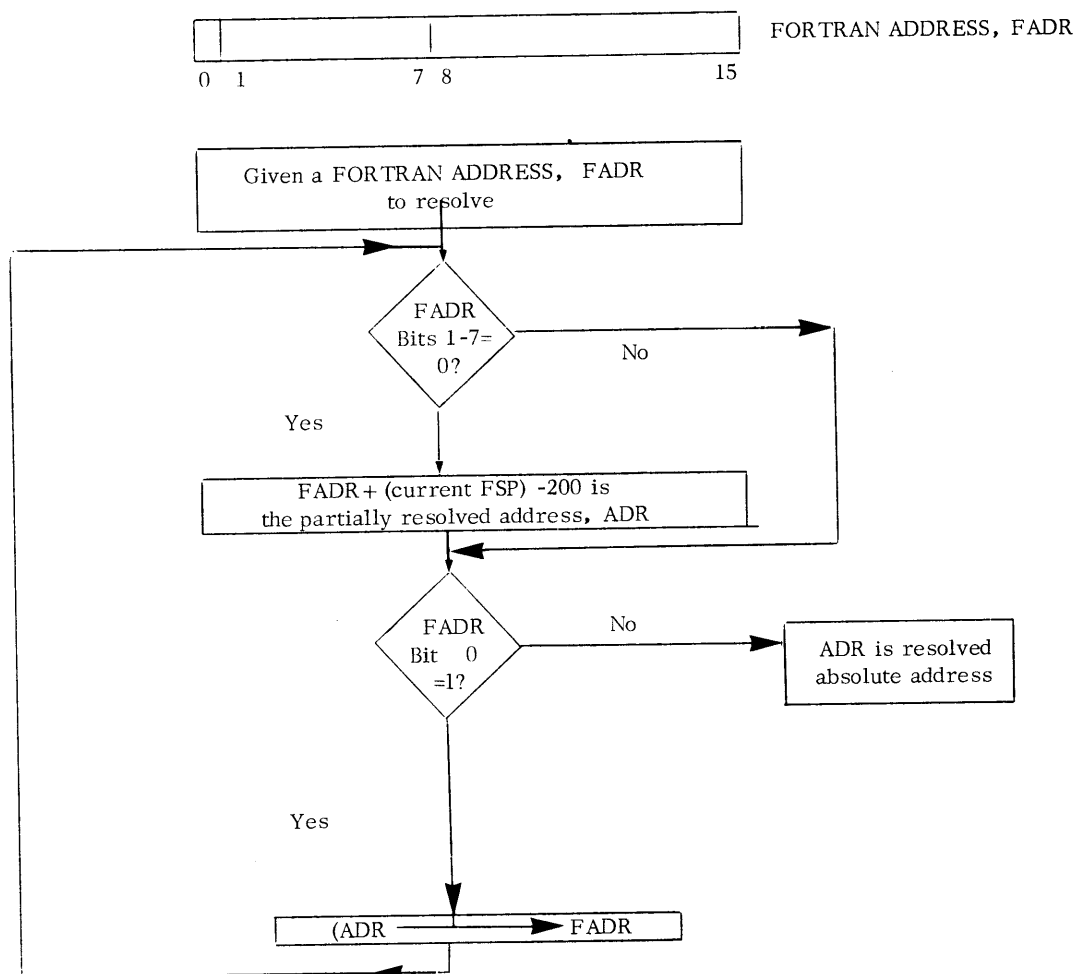 FORTRAN ADDRESS, FADR
0 1 7 8 15
Given a FORTRAN ADDRESS, FADR
to resolve
FADR
Bits 1-7=
0?
No
Yes
FADR+ (current FSP) -200 is
the partially resolved address, ADR
FADR
Bit 0
=1?
No
ADR is resolved
absolute address
Yes
(ADR FADR